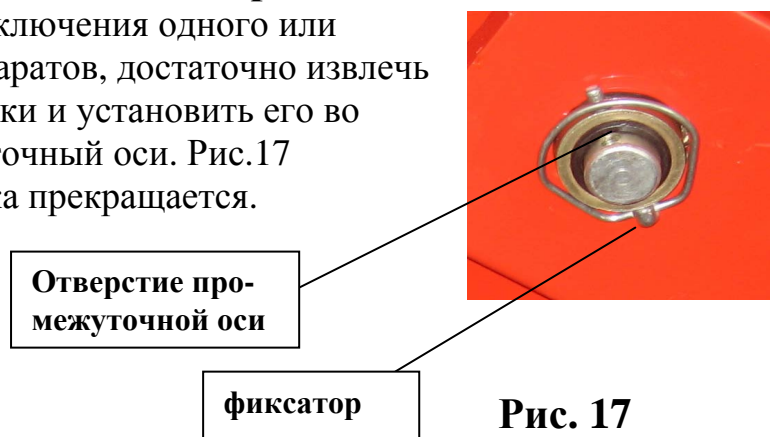 ключения одного или
аратов, достаточно извлечь
ки и установить его во
точный оси. Рис.17
а прекращается.
Отверстие про-
межуточной оси
фиксатор
Рис. 17